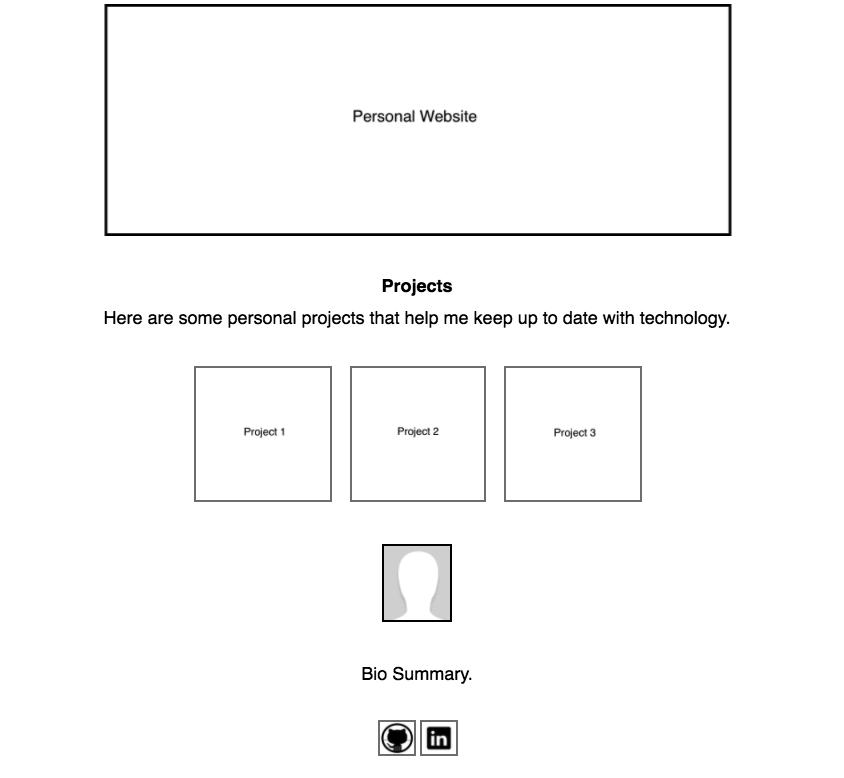 Personal Website
Projects
Here are some personal projects that help me keep up to date with technology.
Project 1
Project 2
Project 3
Bio Summary.
in